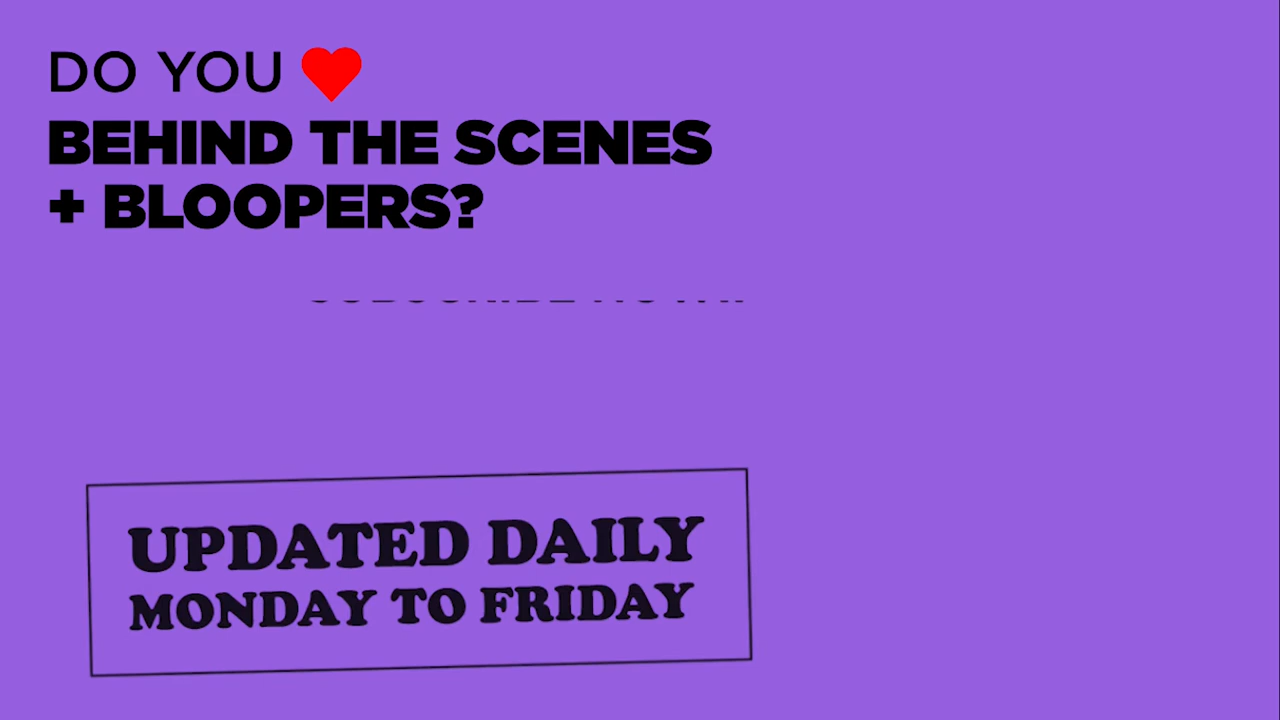 DO YOU ❤
BEHIND THE SCENES
+ BLOOPERS?
UPDATED DAILY
MONDAY TO FRIDAY